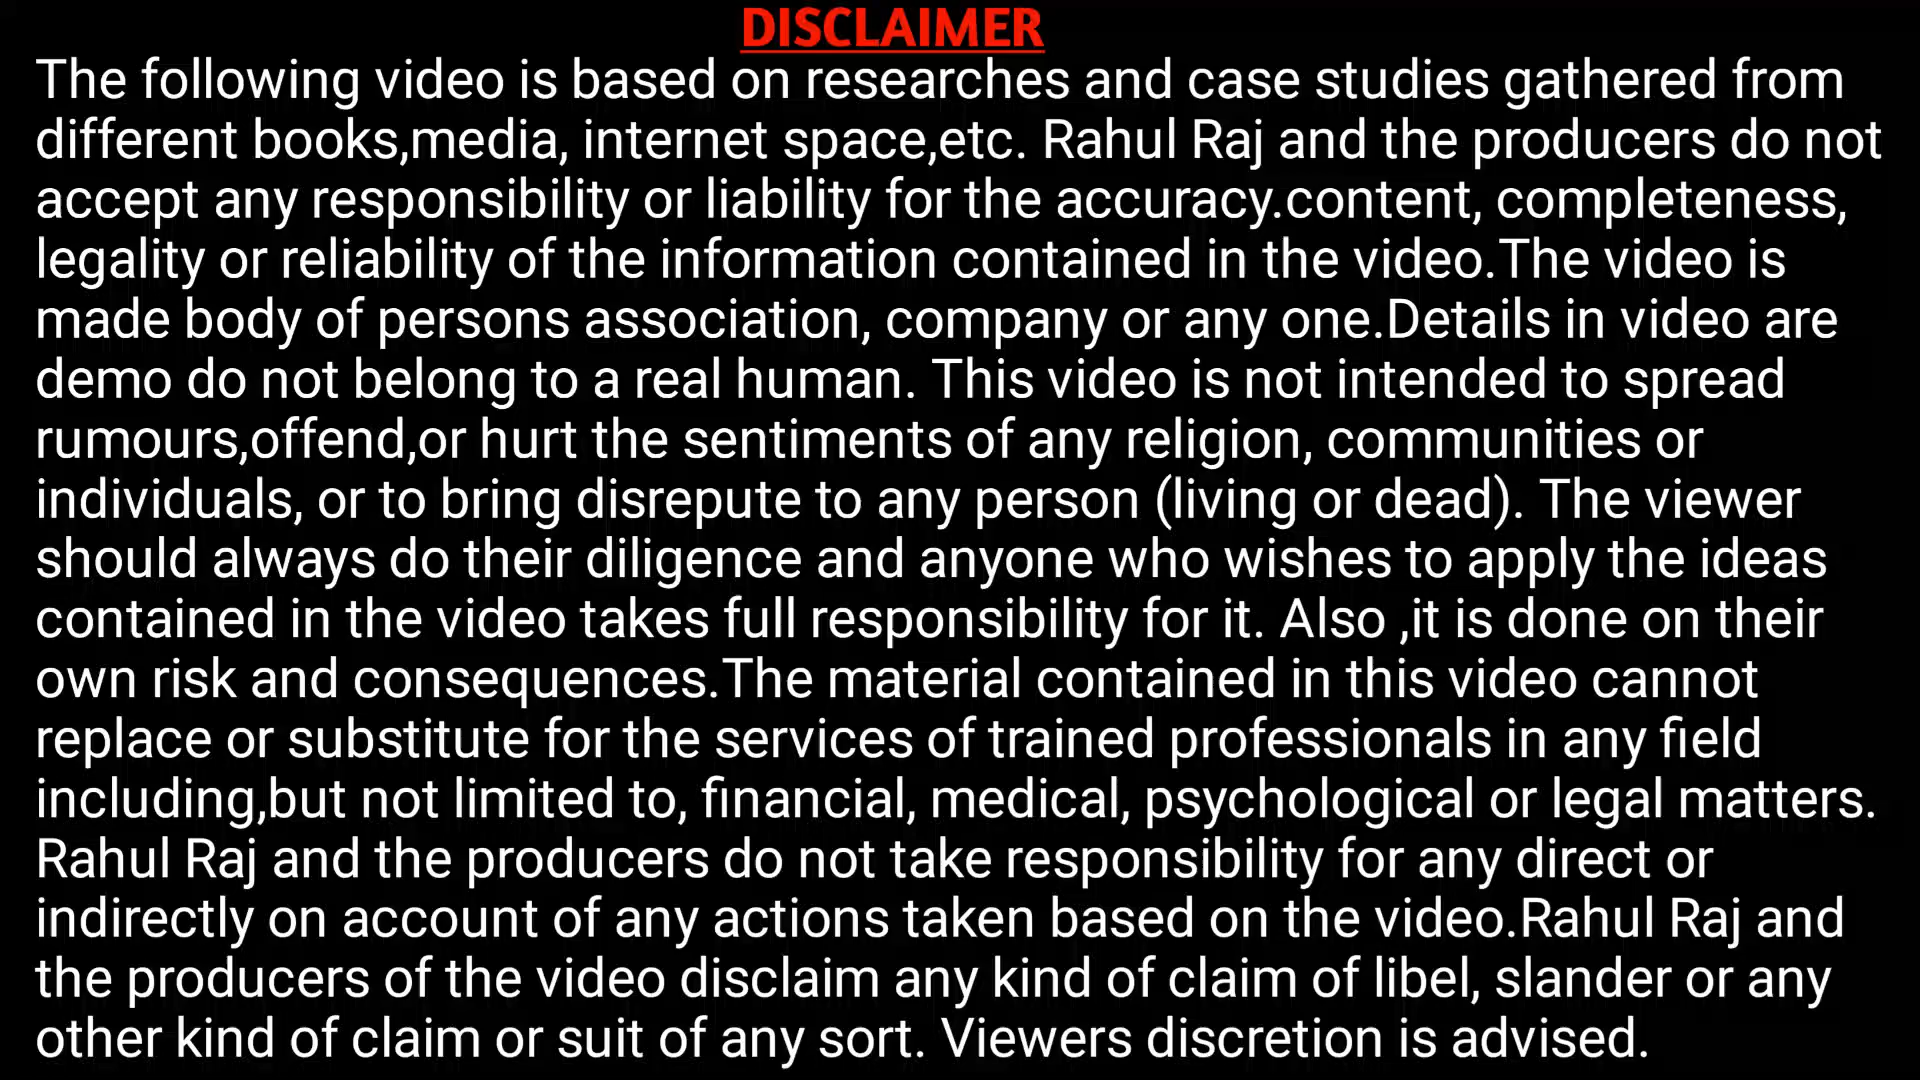 DISCLAIMER
The following video is based on researches and case studies gathered from
different books,media, internet space,etc. Rahul Raj and the producers do not
accept any responsibility or liability for the accuracy.content, completeness,
legality or reliability of the information contained in the video.The video is
made body of persons association, company or any one.Details in video are
demo do not belong to a real human. This video is not intended to spread
rumours,offend,or hurt the sentiments of any religion, communities or
individuals, or to bring disrepute to any person (living or dead). The viewer
should always do their diligence and anyone who wishes to apply the ideas
contained in the video takes full responsibility for it. Also ,it is done on their
own risk and consequences.The material contained in this video cannot
replace or substitute for the services of trained professionals in any field
including,but not limited to, financial, medical, psychological or legal matters.
Rahul Raj and the producers do not take responsibility for any direct or
indirectly on account of any actions taken based on the video.Rahul Raj and
the producers of the video disclaim any kind of claim of libel, slander or any
other kind of claim or suit of any sort. Viewers discretion is advised.